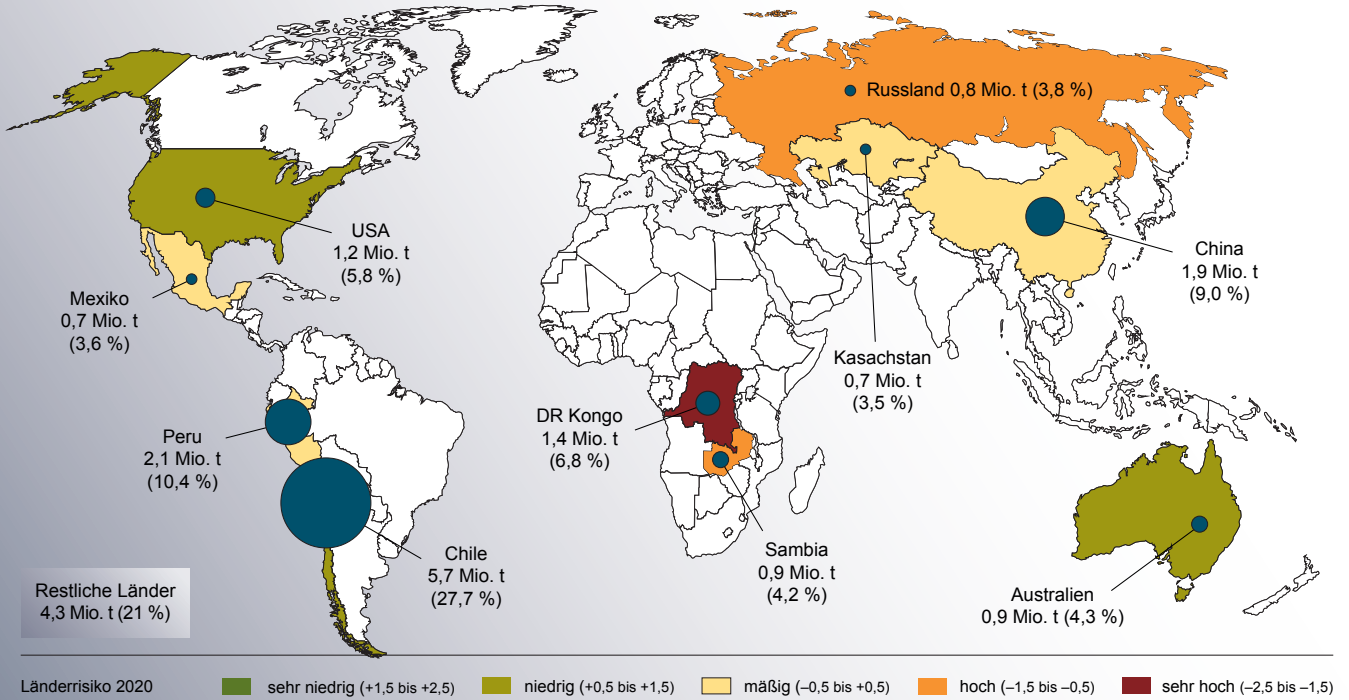 Russland 0,8 Mio. t (3,8 %)
USA
1,2 Mio. t
(5,8 %)
China
1,9 Mio. t
(9,0 %)
Mexiko
0,7 Mio. t
(3,6 %)
Kasachstan
0,7 Mio. t
(3,5 %)
DR Kongo
1,4 Mio. t
(6,8 %)
Peru
2,1 Mio. t
(10,4 %)
Chile
5,7 Mio. t
(27,7 %)
Sambia
0,9 Mio. t
(4,2 %)
Australien
0,9 Mio. t (4,3 %)
Restliche Länder
4,3 Mio. t (21 %)
Länderrisiko 2020 sehr niedrig (+1,5 bis +2,5) niedrig (+0,5 bis +1,5) mäßig (–0,5 bis +0,5) hoch (–1,5 bis –0,5) sehr hoch (–2,5 bis –1,5)